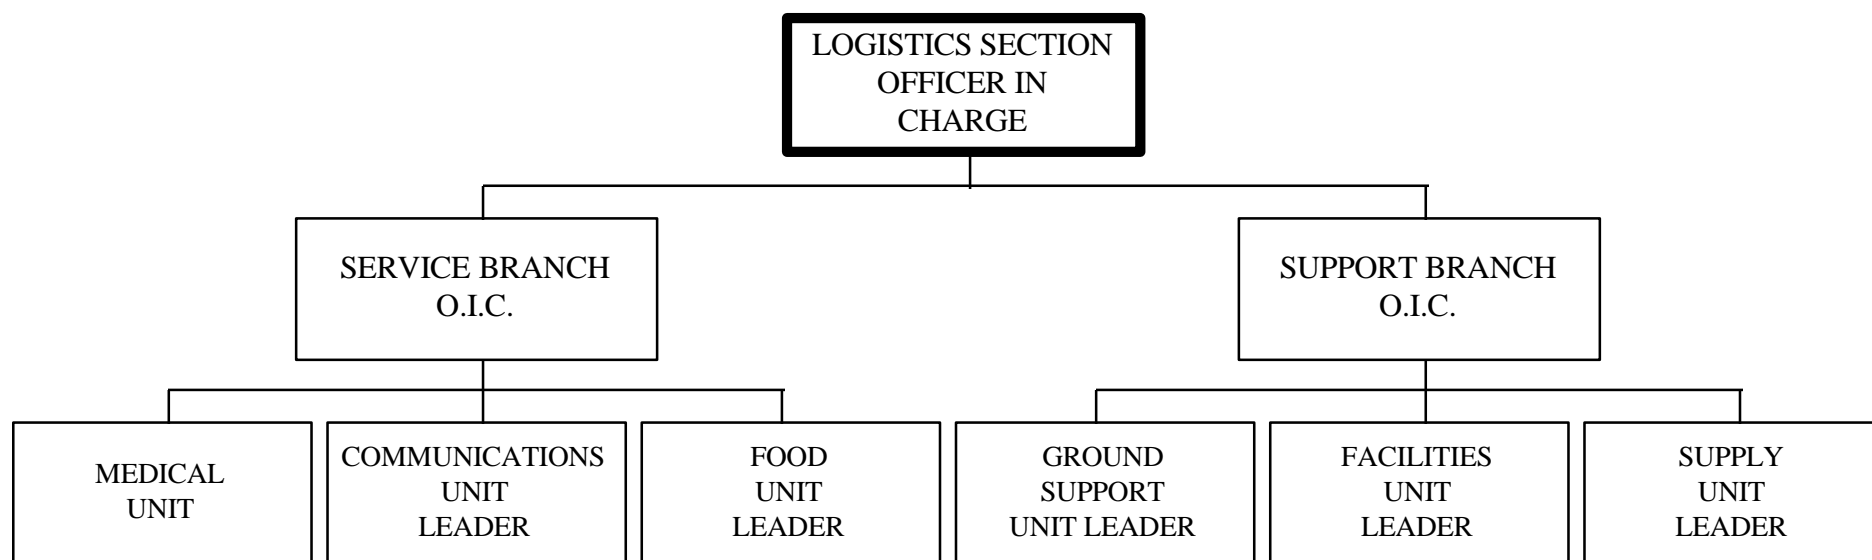 LOGISTICS SECTION
OFFICER IN
CHARGE
SERVICE BRANCH
O.I.C.
SUPPORT BRANCH
O.I.C.
MEDICAL
UNIT
COMMUNICATIONS
UNIT
LEADER
FOOD
UNIT
LEADER
GROUND
SUPPORT
UNIT LEADER
FACILITIES
UNIT
LEADER
SUPPLY
UNIT
LEADER